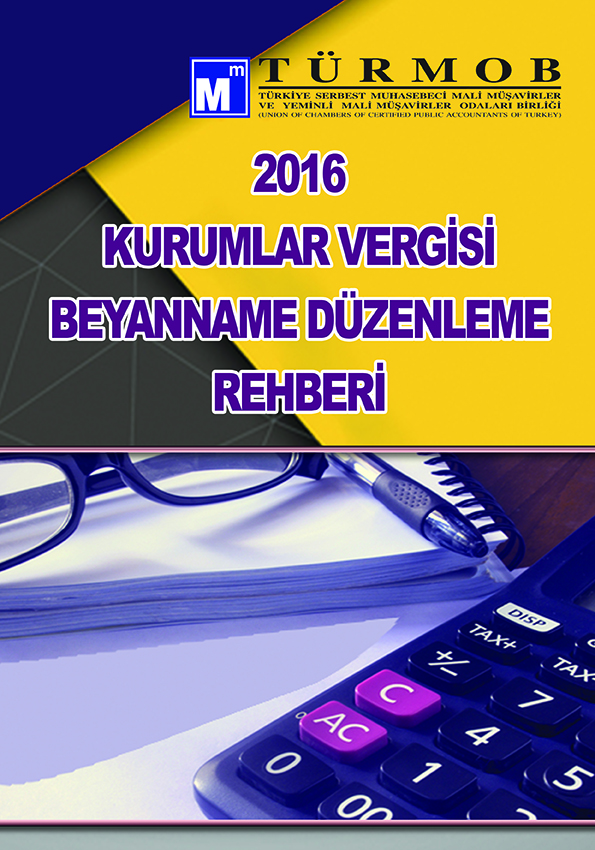 Mm
TÜRMOB
TÜRKİYE SERBEST MUHASEBECİ MALİ MÜŞAVİRLER
VE YEMİNLİ MALİ MÜŞAVİRLER ODALARI BİRLİĞİ
(UNION OF CHAMBERS OF CERTIFIED PUBLIC ACCOUNTANTS OF TURKEY)
2016
KURUMLAR VERGİSİ
BEYANNAME DÜZENLEME
REHBERİ
DISP
TAX+
TAX-
+/−
C
7
AC
4
5
0
1
00